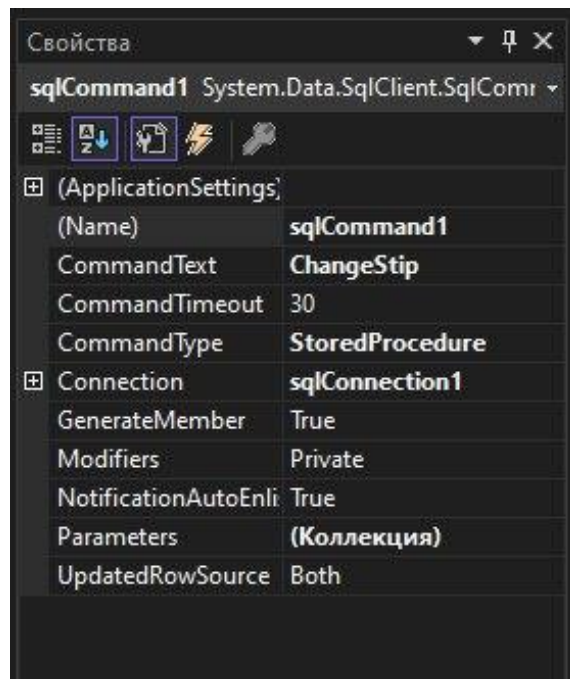 Свойства
sqlCommand1 System.Data.SqlClient.SqlComm
(ApplicationSettings)
(Name) sqlCommand1
CommandText ChangeStip
CommandTimeout 30
CommandType StoredProcedure
Connection sqlConnection1
GenerateMember True
Modifiers Private
NotificationAutoEnli: True
Parameters (Коллекция)
UpdatedRowSource Both